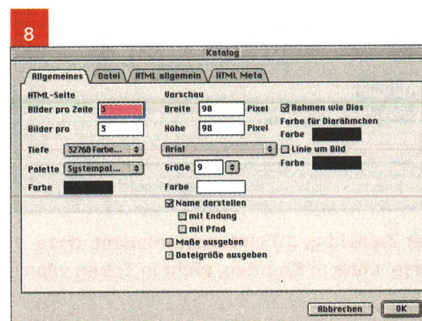 8
Katalog
Allgemeines
Datei
HTML allgemein
HTML Meta
HTML-Seite
Bilder pro Zeile 3
Bilder pro 3
Tiefe 32768 Farbe...
Palette Systempal...
Farbe
Vorschau
Breite 98 Pixel
Höhe 98 Pixel
Arial
Größe 9
Farbe
Name darstellen
mit Endung
mit Pfad
Maße ausgeben
Dateigröße ausgeben
Rahmen wie Dias
Farbe für Diarähmchen
Farbe
Linie um Bild
Farbe
Abbrechen
OK